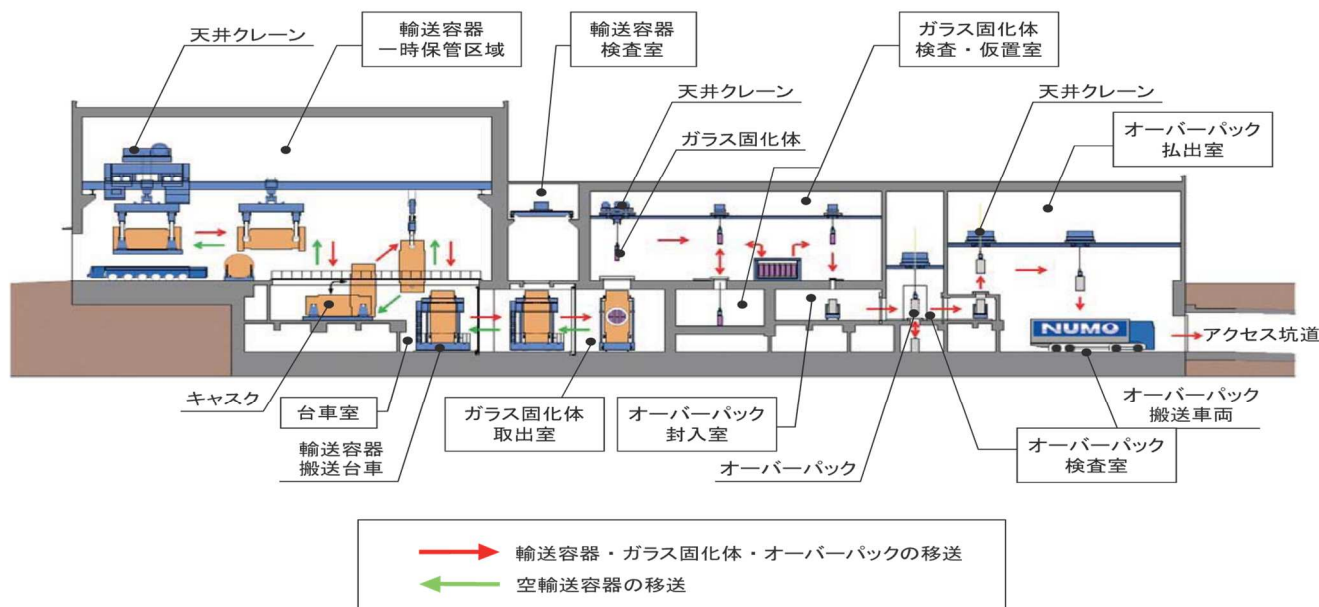 天井クレーン
輸送容器
一時保管区域
輸送容器
検査室
ガラス固化体
検査・仮置室
天井クレーン
ガラス固化体
天井クレーン
オーバーパック
払出室
NUMO
アクセス坑道
キャスク
台車室
輸送容器
搬送台車
ガラス固化体
取出室
オーバーパック
封入室
オーバーパック
オーバーパック
搬送車両
オーバーパック
検査室
輸送容器・ガラス固化体・オーバーパックの移送
空輸送容器の移送